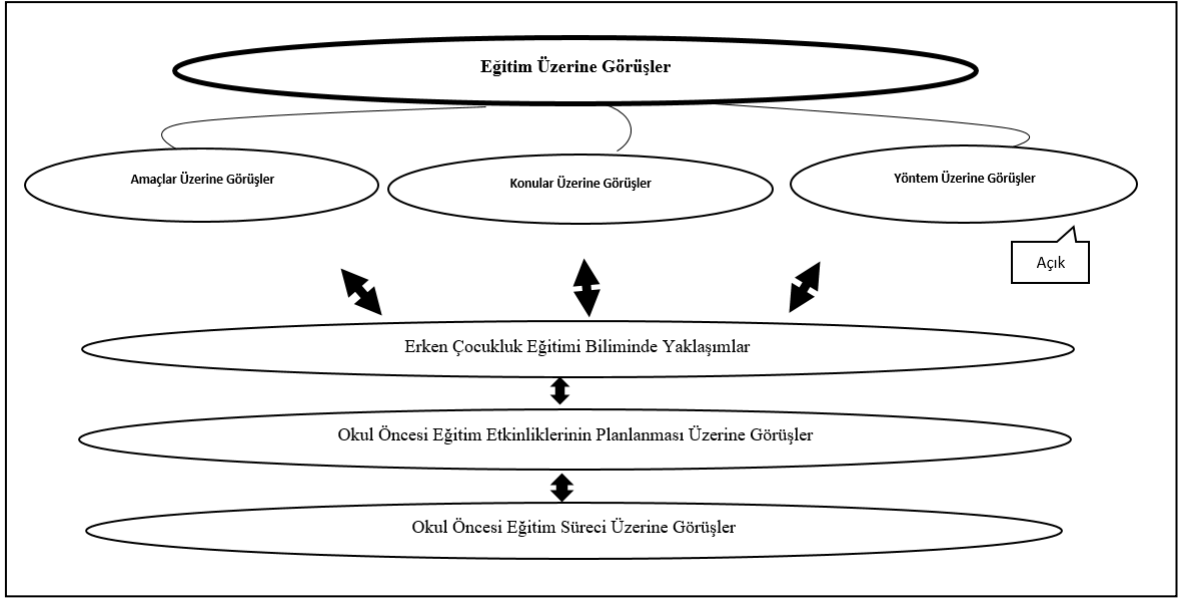 Eğitim Üzerine Görüşler
Amaçlar Üzerine Görüşler
Konular Üzerine Görüşler
Yöntem Üzerine Görüşler
Açık
Erken Çocukluk Eğitimi Biliminde Yaklaşımlar
Okul Öncesi Eğitim Etkinliklerinin Planlanması Üzerine Görüşler
Okul Öncesi Eğitim Süreci Üzerine Görüşler